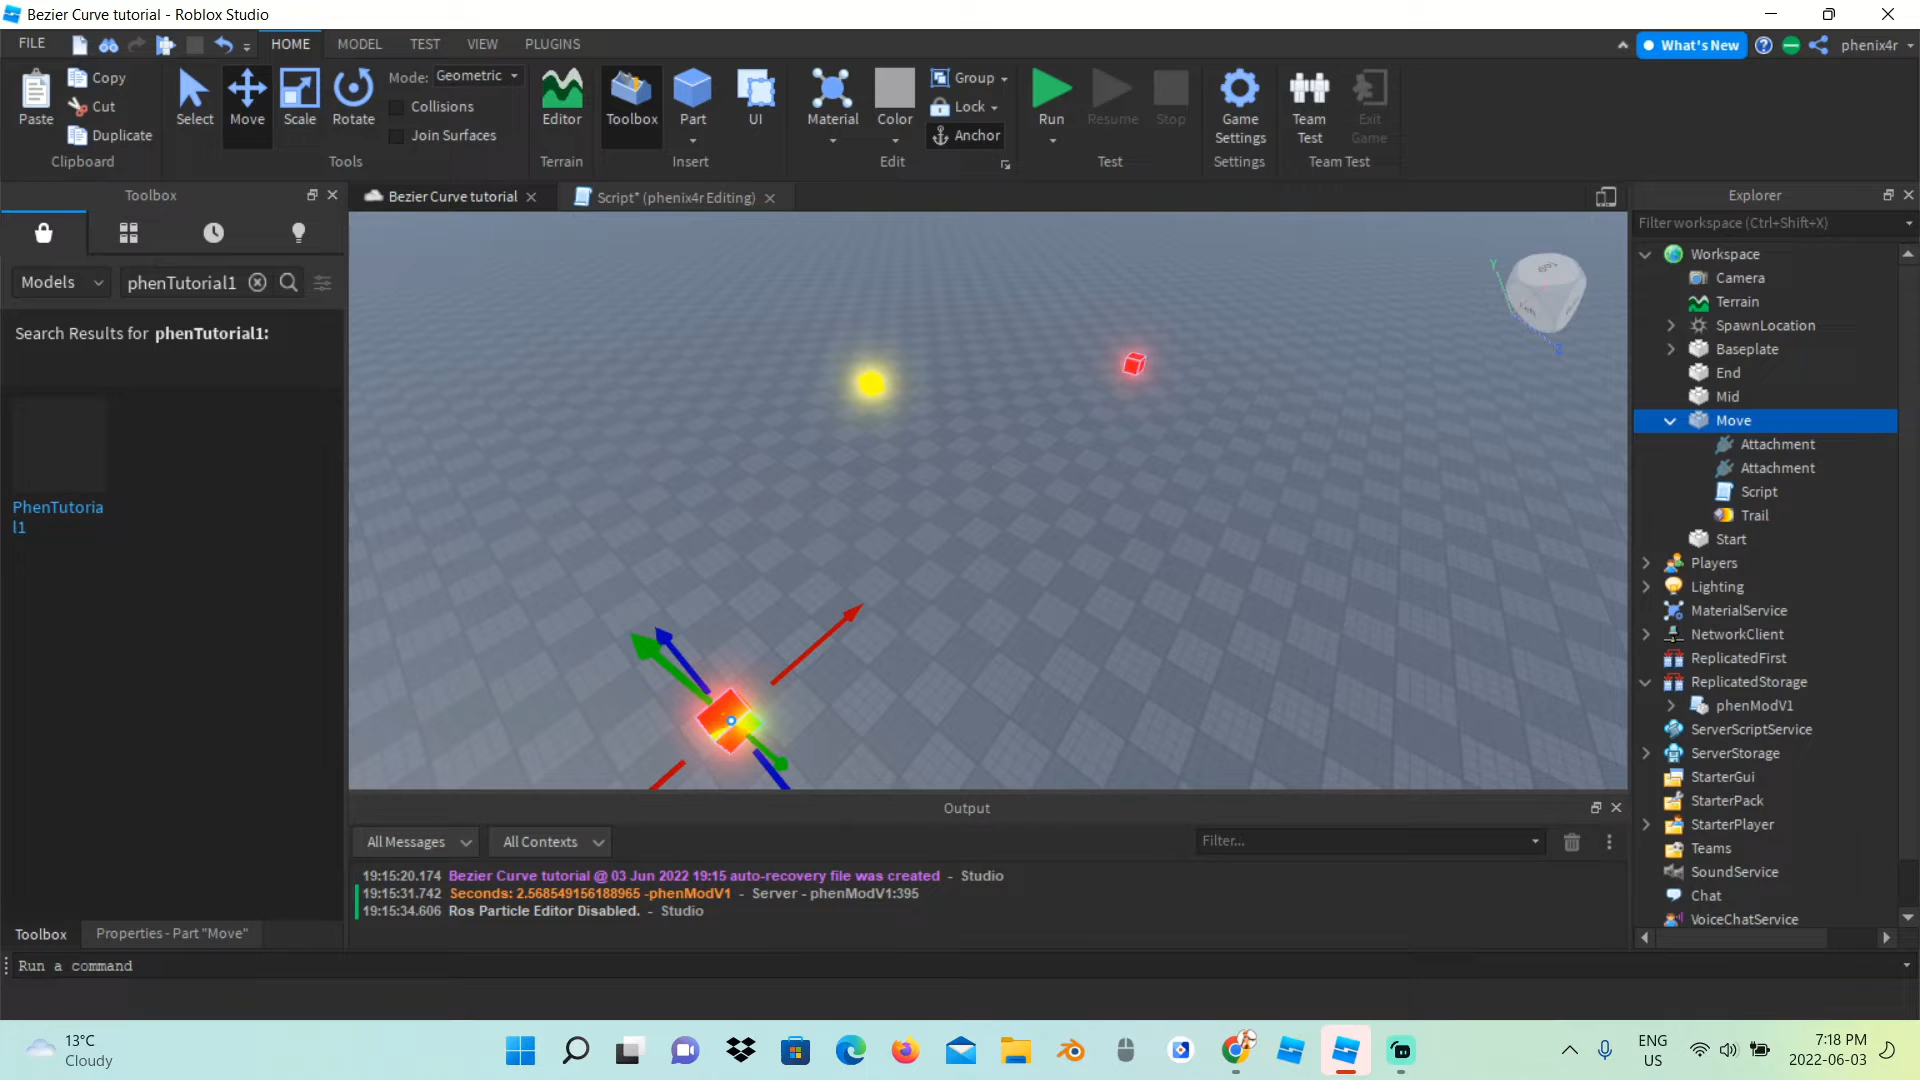 Bezier Curve tutorial - Roblox Studio
FILE
HOME
MODEL
TEST
VIEW
PLUGINS
What's New
phenix4r
Paste
Copy
Cut
Duplicate
Clipboard
Select
Move
Scale
Rotate
Mode: Geometric
Collisions
Join Surfaces
Tools
Editor
Terrain
Toolbox
Part
UI
Insert
Material
Color
Group
Lock
Anchor
Edit
Run
Resume
Stop
Test
Game
Settings
Settings
Team
Test
Exit
Game
Team Test
Toolbox
Models
phenTutorial1
Search Results for phenTutorial1:
PhenTutoria
l1
Toolbox
Properties - Part "Move"
Bezier Curve tutorial
Script* (phenix4r Editing)
Y
Z
Output
All Messages
All Contexts
Filter...
19:15:20.174 Bezier Curve tutorial @ 03 Jun 2022 19:15 auto-recovery file was created - Studio
19:15:31.742 Seconds: 2.568549156188965 -phenModV1 - Server - phenModV1:395
19:15:34.606 Ros Particle Editor Disabled. - Studio
Explorer
Filter workspace (Ctrl+Shift+X)
Workspace
Camera
Terrain
SpawnLocation
Baseplate
End
Mid
Move
Attachment
Attachment
Script
Trail
Start
Players
Lighting
MaterialService
NetworkClient
ReplicatedFirst
ReplicatedStorage
phenModV1
ServerScriptService
ServerStorage
StarterGui
StarterPack
StarterPlayer
Teams
SoundService
Chat
VoiceChatService
Run a command
13°C
Cloudy
ENG
US
7:18 PM
2022-06-03